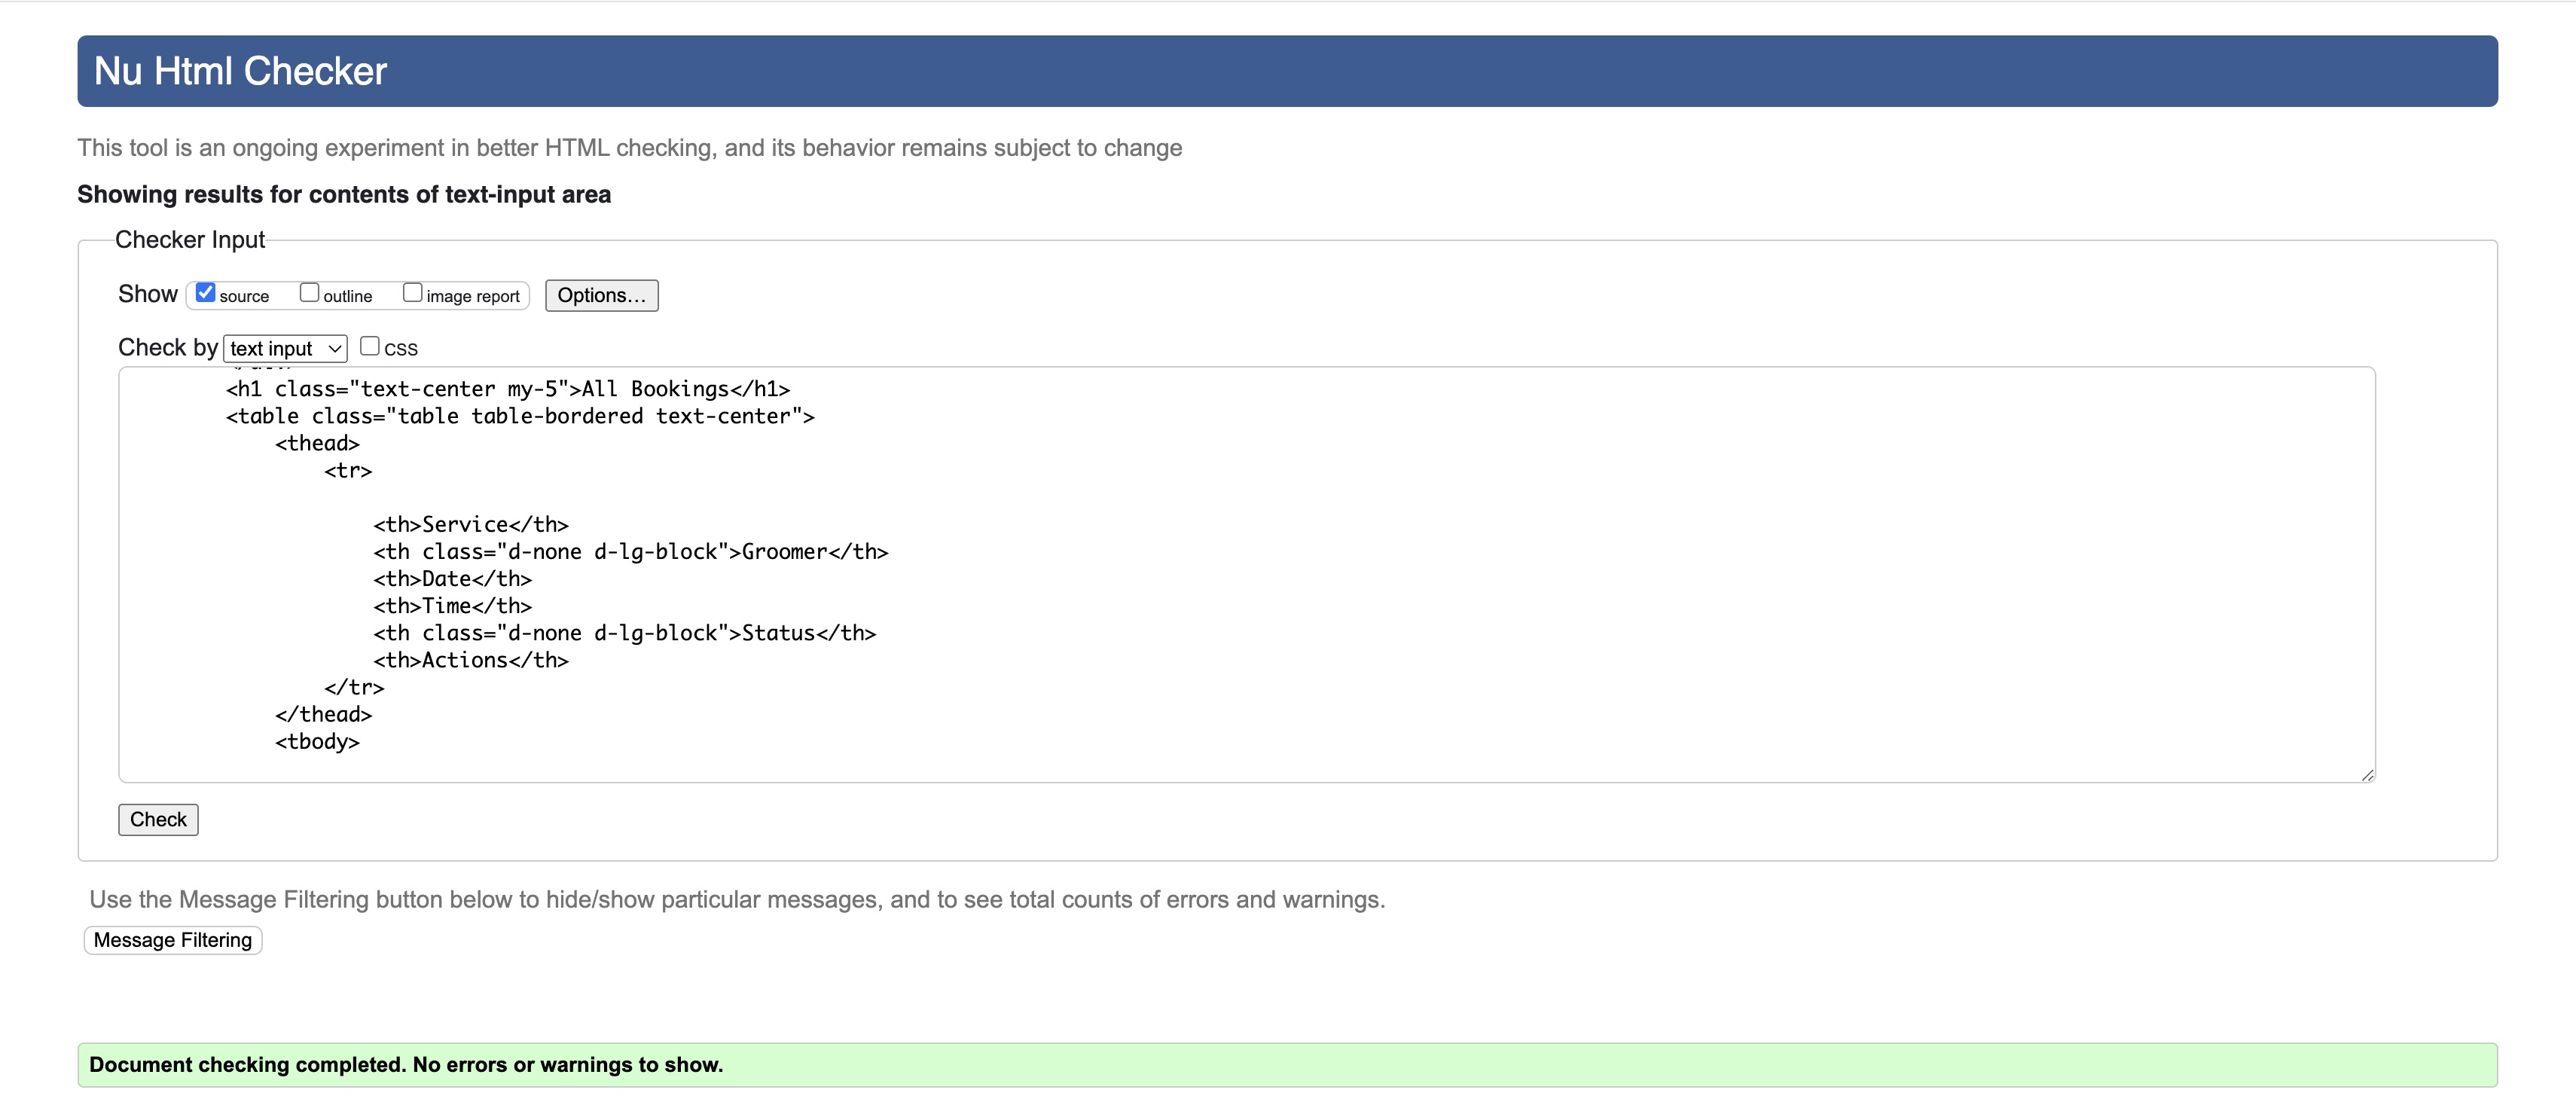 Nu Html Checker
This tool is an ongoing experiment in better HTML checking, and its behavior remains subject to change
Showing results for contents of text-input area
Checker Input
Show source outline image report Options...
Check by text input CSS
<h1 class="text-center my-5">All Bookings</h1>
<table class="table table-bordered text-center">
<thead>
<tr>
<th>Service</th>
<th class="d-none d-lg-block">Groomer</th>
<th>Date</th>
<th>Time</th>
<th class="d-none d-lg-block">Status</th>
<th>Actions</th>
</tr>
</thead>
<tbody>
Check
Use the Message Filtering button below to hide/show particular messages, and to see total counts of errors and warnings.
Message Filtering
Document checking completed. No errors or warnings to show.